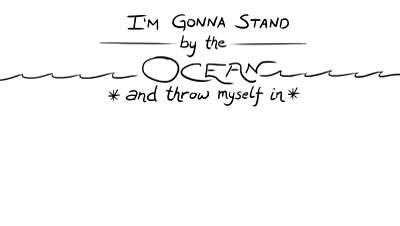 I'm Gonna Stand
by the
Ocean
* and throw myself in *